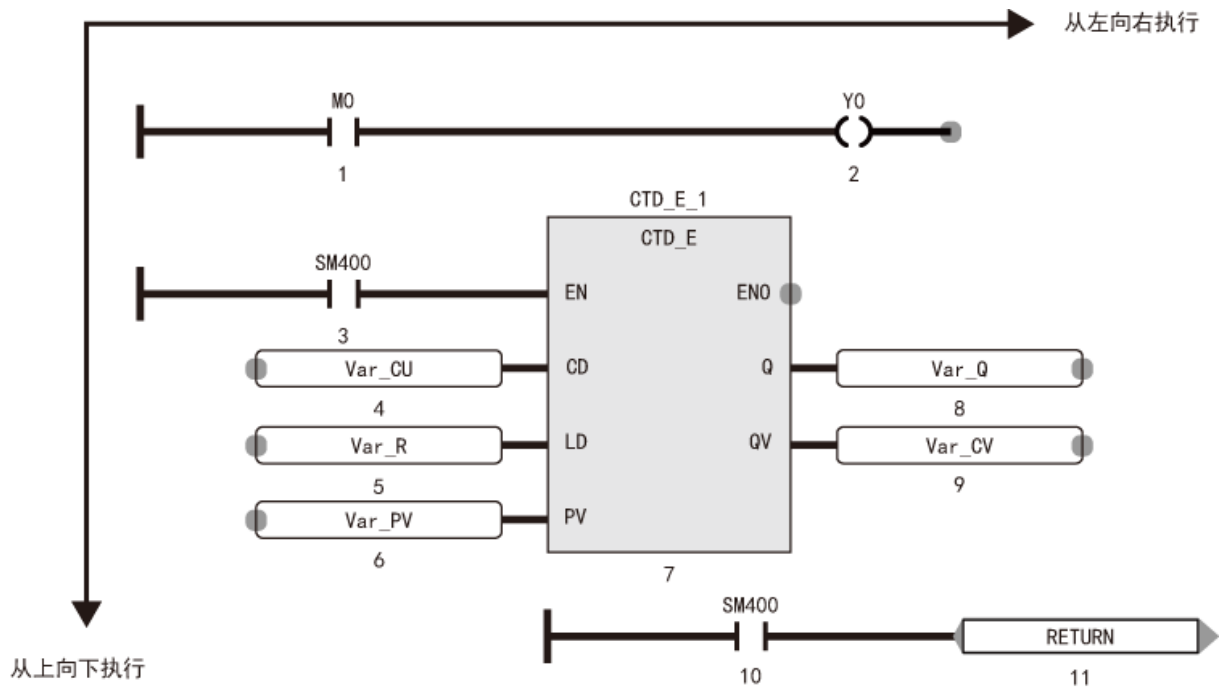 从左向右执行
M0 Y0
1 2
CTD_E_1
CTD_E
SM400
EN ENO
3
Var_CU CD Q Var_Q
4 8
Var_R LD QV Var_CV
5 9
Var_PV PV
6 7
SM400
RETURN
10 11
从上向下执行